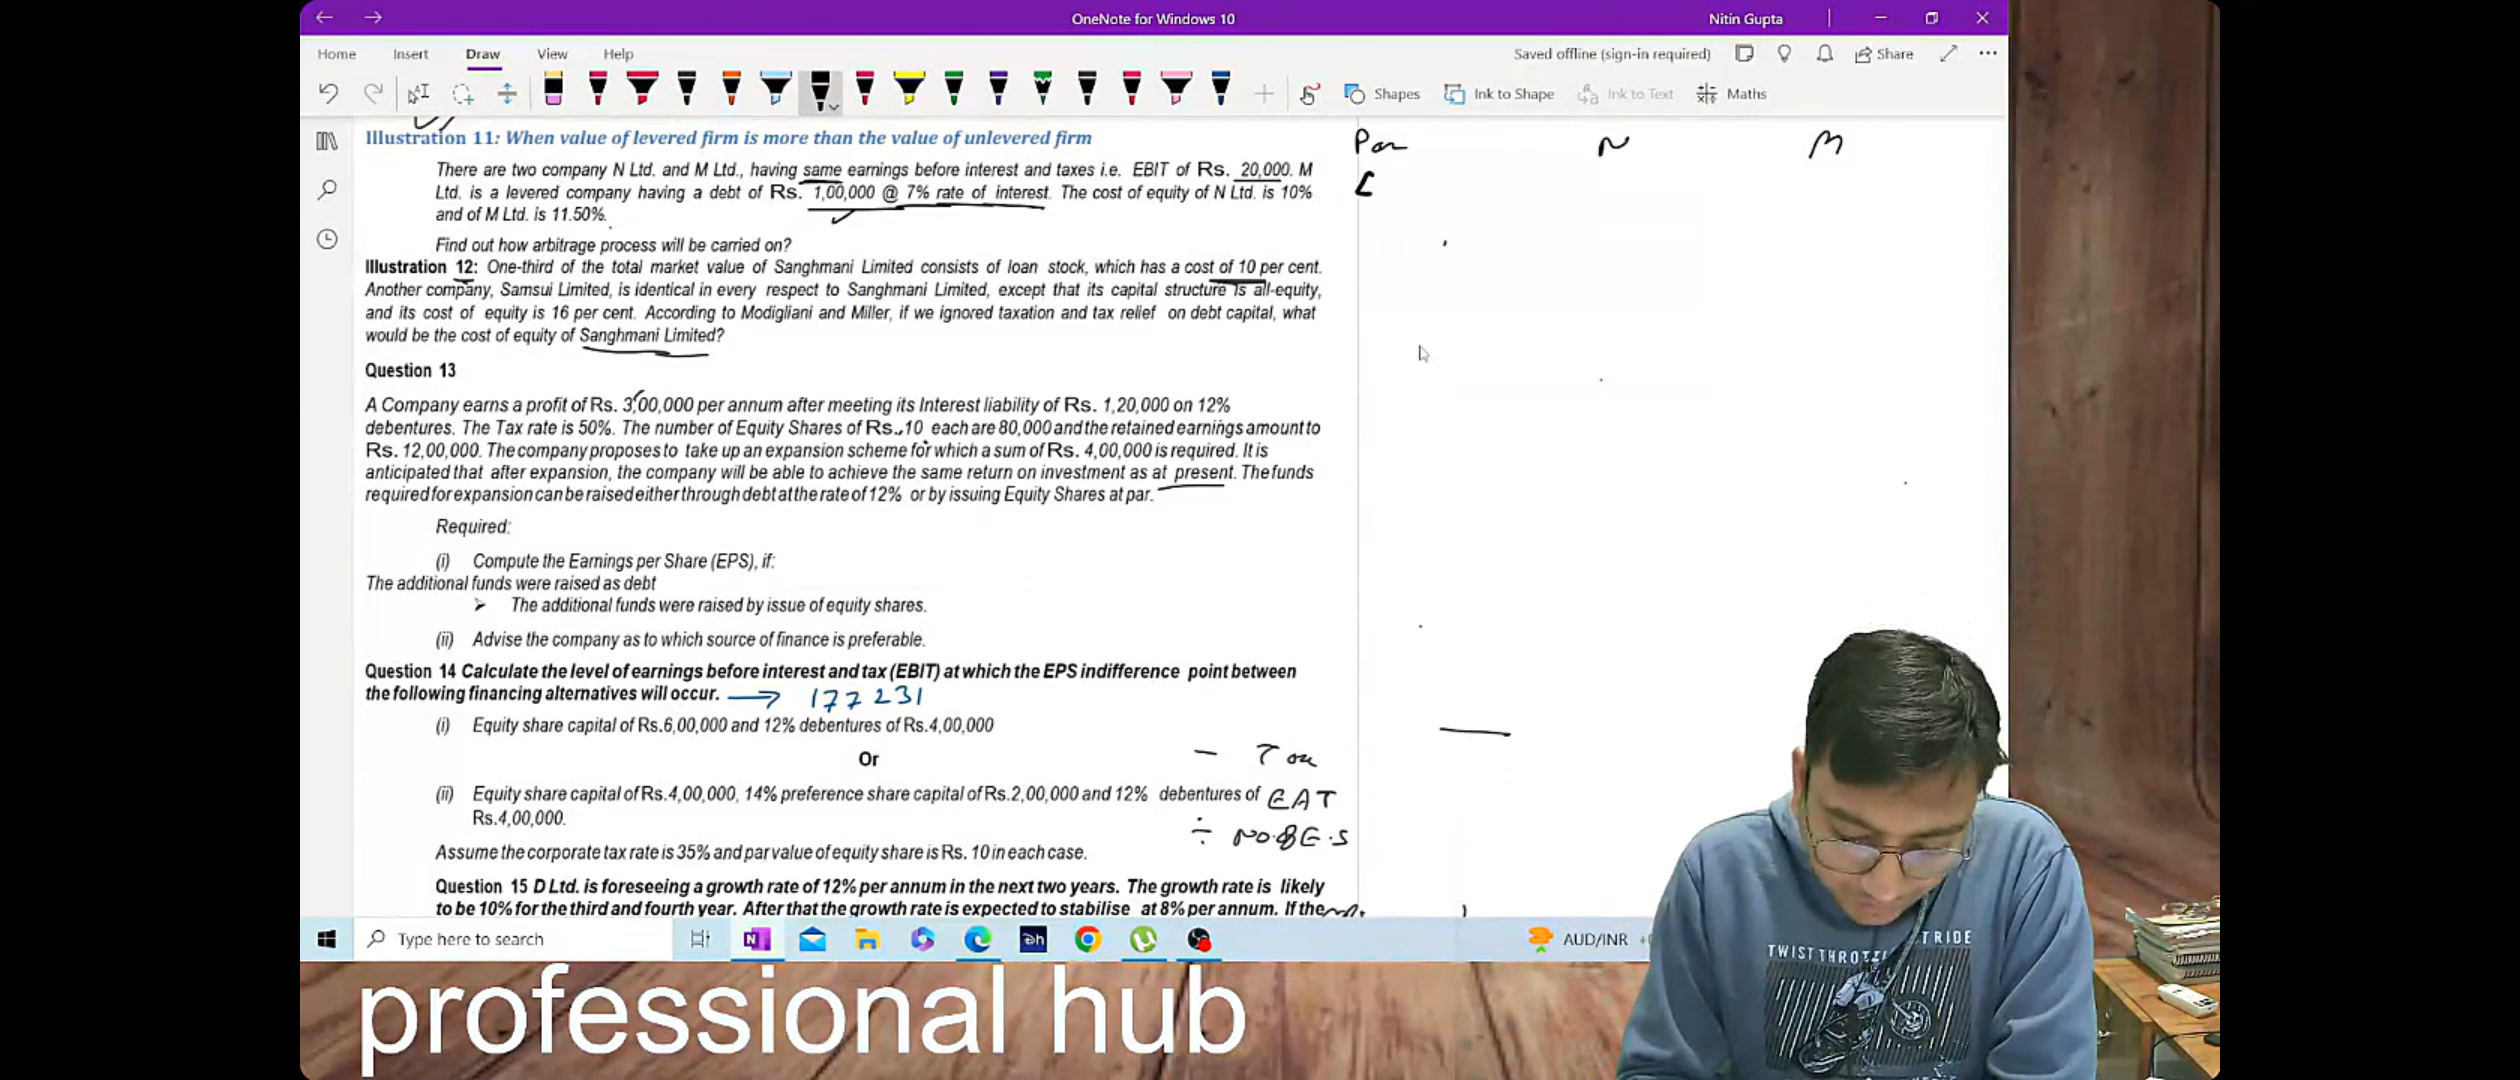 OneNote for Windows 10
Nitin Gupta
Home Insert Draw View Help
Saved offline (sign-in required)
Share
Shapes
Ink to Shape
Ink to Text
Maths
Illustration 11: When value of levered firm is more than the value of unlevered firm
There are two company N Ltd. and M Ltd., having same earnings before interest and taxes i.e. EBIT of Rs. 20,000. M
Ltd. is a levered company having a debt of Rs. 1,00,000 @ 7% rate of interest. The cost of equity of N Ltd. is 10%
and of M Ltd. is 11.50%.
Find out how arbitrage process will be carried on?
Illustration 12: One-third of the total market value of Sanghmani Limited consists of loan stock, which has a cost of 10 per cent.
Another company, Samsui Limited, is identical in every respect to Sanghmani Limited, except that its capital structure is all-equity,
and its cost of equity is 16 per cent. According to Modigliani and Miller, if we ignored taxation and tax relief on debt capital, what
would be the cost of equity of Sanghmani Limited?
Question 13
A Company earns a profit of Rs. 3,00,000 per annum after meeting its Interest liability of Rs. 1,20,000 on 12%
debentures. The Tax rate is 50%. The number of Equity Shares of Rs. 10 each are 80,000 and the retained earnings amount to
Rs. 12,00,000. The company proposes to take up an expansion scheme for which a sum of Rs. 4,00,000 is required. It is
anticipated that after expansion, the company will be able to achieve the same return on investment as at present. The funds
required for expansion can be raised either through debt at the rate of 12% or by issuing Equity Shares at par.
Required:
(i) Compute the Earnings per Share (EPS), if:
The additional funds were raised as debt
➢ The additional funds were raised by issue of equity shares.
(ii) Advise the company as to which source of finance is preferable.
Question 14 Calculate the level of earnings before interest and tax (EBIT) at which the EPS indifference point between
the following financing alternatives will occur. → 177231
(i) Equity share capital of Rs.6,00,000 and 12% debentures of Rs.4,00,000
Or
(ii) Equity share capital of Rs.4,00,000, 14% preference share capital of Rs.2,00,000 and 12% debentures of
Rs.4,00,000.
Assume the corporate tax rate is 35% and par value of equity share is Rs. 10 in each case.
Question 15 D Ltd. is foreseeing a growth rate of 12% per annum in the next two years. The growth rate is likely
to be 10% for the third and fourth year. After that the growth rate is expected to stabilise at 8% per annum. If the
Par N M
EAT
÷ No. of E.S
Type here to search
AUD/INR
professional hub